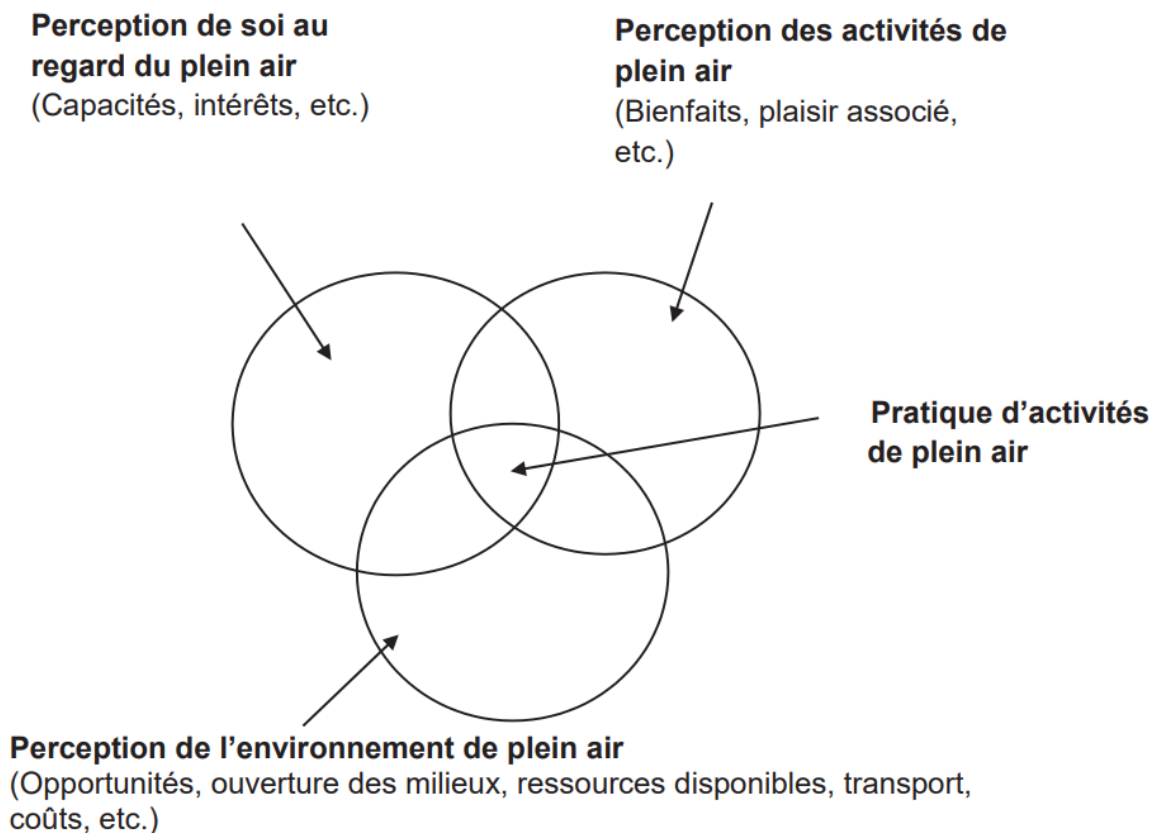 Perception de soi au
regard du plein air
(Capacités, intérêts, etc.)
Perception des activités de
plein air
(Bienfaits, plaisir associé,
etc.)
Pratique d’activités
de plein air
Perception de l’environnement de plein air
(Opportunités, ouverture des milieux, ressources disponibles, transport,
coûts, etc.)